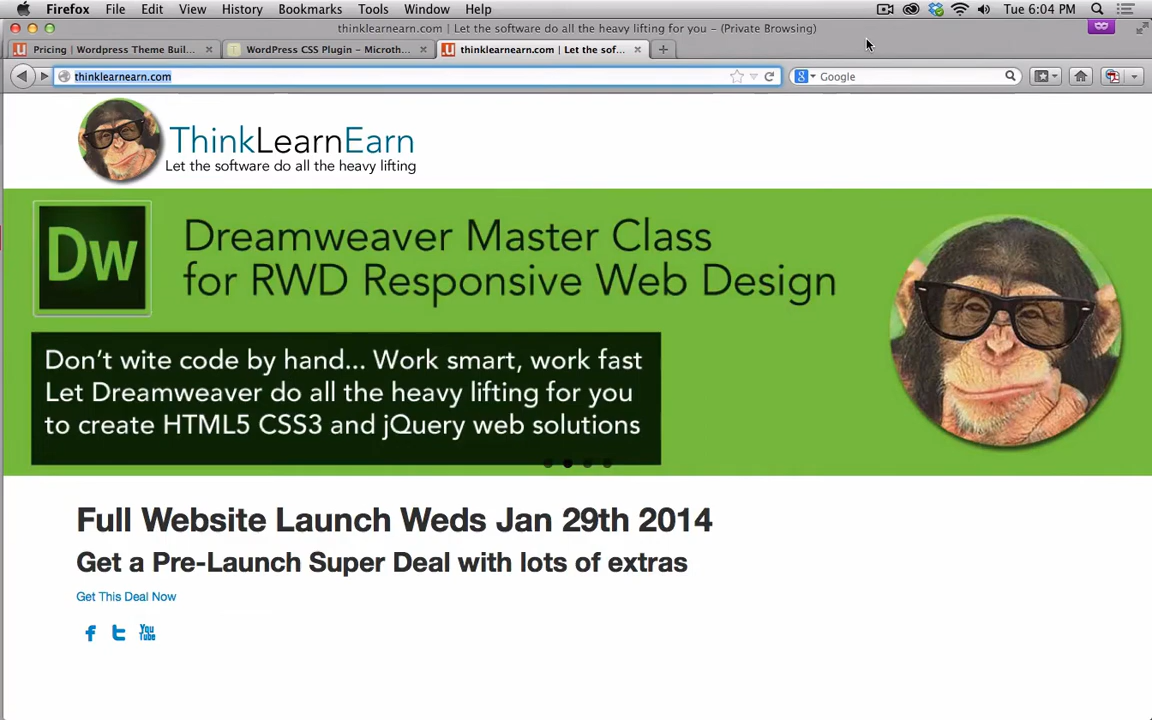 Firefox File Edit View History Bookmarks Tools Window Help Tue 6:04 PM
thinklearnearn.com | Let the software do all the heavy lifting for you – (Private Browsing)
Pricing | Wordpress Theme Buil... WordPress CSS Plugin – Microth... thinklearnearn.com | Let the sof...
thinklearnearn.com Google
ThinkLearnEarn
Let the software do all the heavy lifting
Dw
Dreamweaver Master Class
for RWD Responsive Web Design
Don't wite code by hand... Work smart, work fast
Let Dreamweaver do all the heavy lifting for you
to create HTML5 CSS3 and jQuery web solutions
Full Website Launch Weds Jan 29th 2014
Get a Pre-Launch Super Deal with lots of extras
Get This Deal Now
You Tube